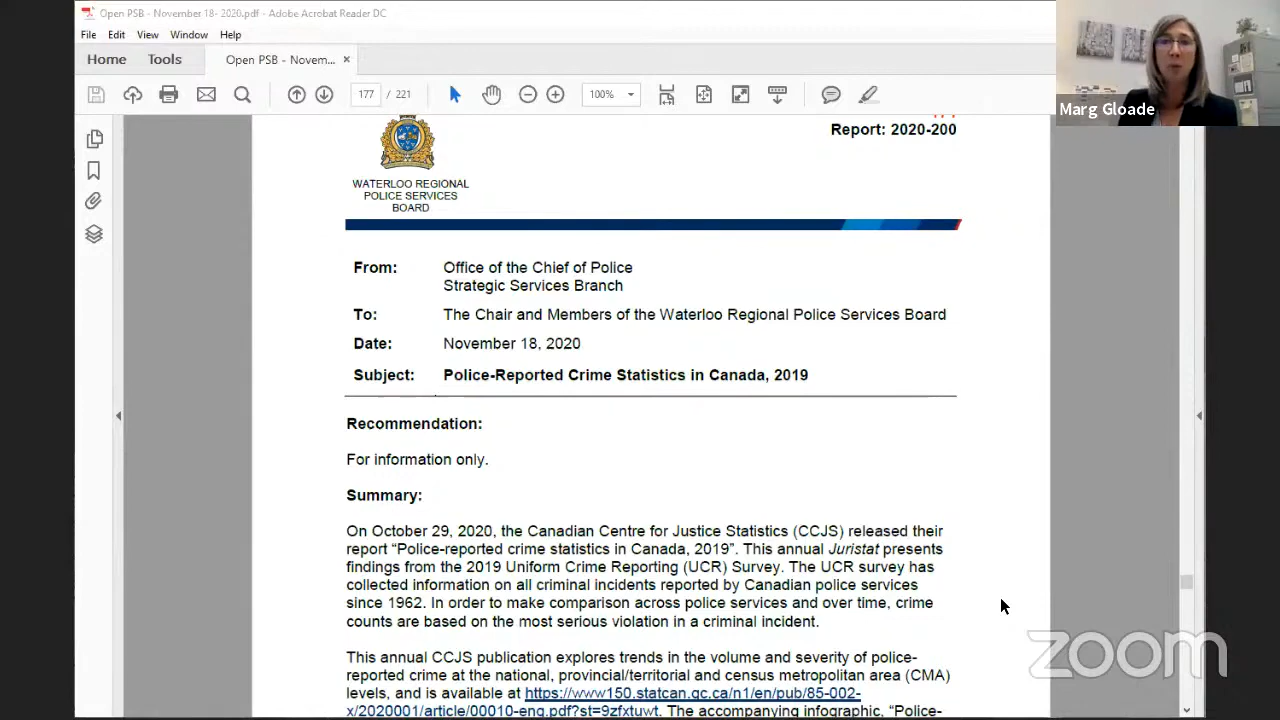 Open PSB - November 18- 2020.pdf - Adobe Acrobat Reader DC
File Edit View Window Help
Home Tools Open PSB - Novem... ×
177 / 221 100%
Marg Gloade
Report: 2020-200
WATERLOO REGIONAL
POLICE SERVICES
BOARD
From: Office of the Chief of Police
Strategic Services Branch
To: The Chair and Members of the Waterloo Regional Police Services Board
Date: November 18, 2020
Subject: Police-Reported Crime Statistics in Canada, 2019
Recommendation:
For information only.
Summary:
On October 29, 2020, the Canadian Centre for Justice Statistics (CCJS) released their
report “Police-reported crime statistics in Canada, 2019”. This annual Juristat presents
findings from the 2019 Uniform Crime Reporting (UCR) Survey. The UCR survey has
collected information on all criminal incidents reported by Canadian police services
since 1962. In order to make comparison across police services and over time, crime
counts are based on the most serious violation in a criminal incident.
This annual CCJS publication explores trends in the volume and severity of police-
reported crime at the national, provincial/territorial and census metropolitan area (CMA)
levels, and is available at https://www150.statcan.gc.ca/n1/en/pub/85-002-
x/2020001/article/00010-eng.pdf?st=9zfxtuwt. The accompanying infographic, “Police-
zoom